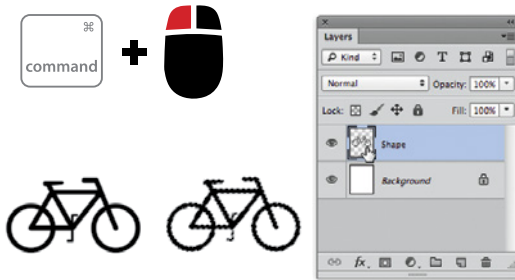 ⌘
command
+
Layers
Kind
T
Normal
Opacity: 100%
Lock:
Fill: 100%
Shape
Background
fx.